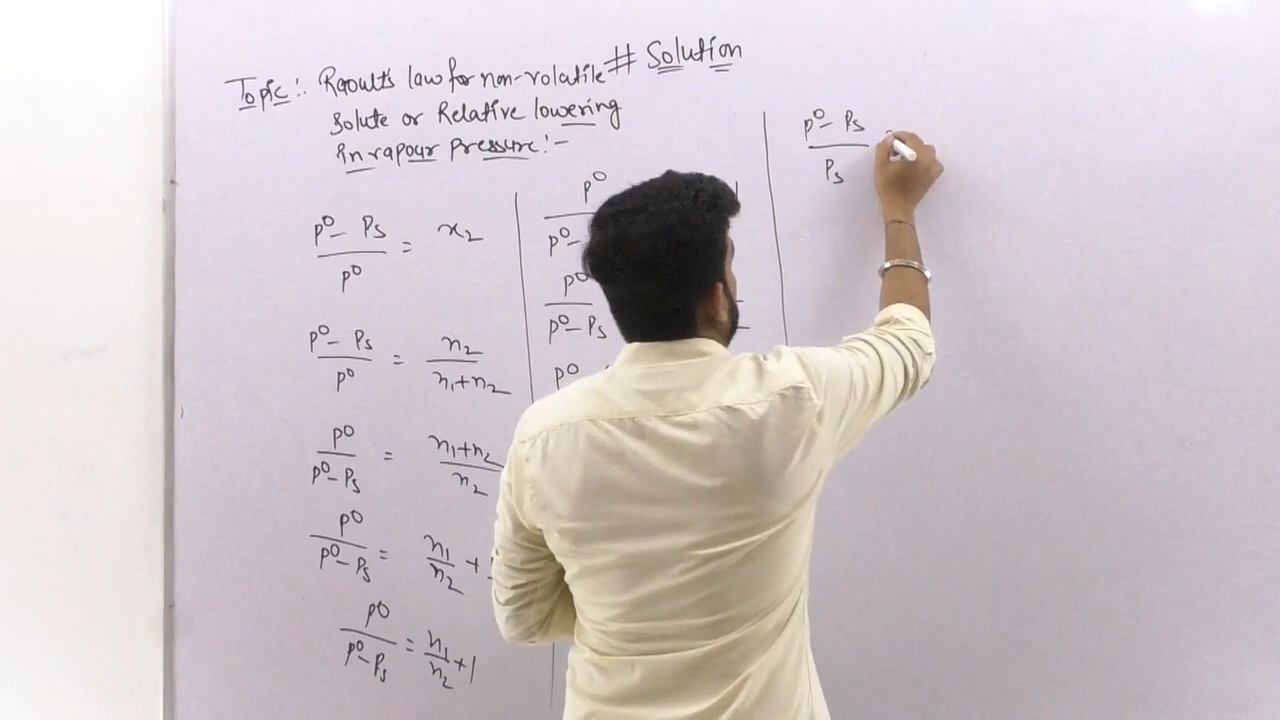 Topic:- Raoult's law for non-volatile # Solution
Solute or Relative lowering
In vapour pressure:-
p⁰- Ps / p⁰ = x₂
p⁰- Ps / p⁰ = n₂ / n₁+n₂
p⁰ / p⁰-Ps = n₁+n₂ / n₂
p⁰ / p⁰-Ps = n₁ / n₂ +
p⁰ / p⁰-Ps = n₁ / n₂ +1
p⁰
p⁰-
p⁰
p⁰-Ps
p⁰
p⁰- Ps / Ps